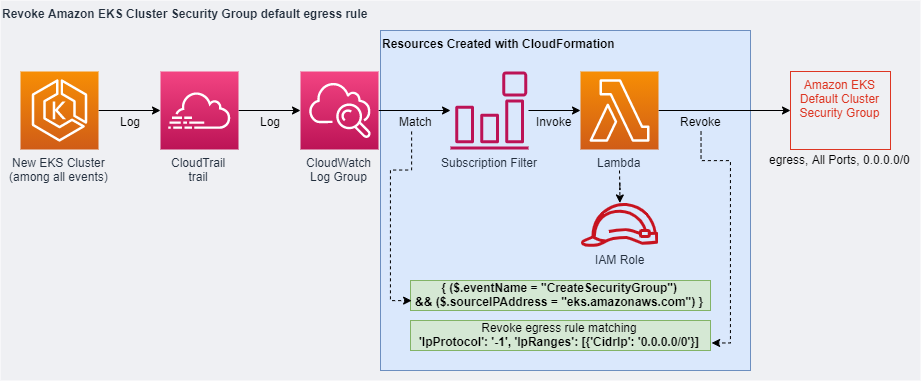 Revoke Amazon EKS Cluster Security Group default egress rule
Resources Created with CloudFormation
K
Log
Log
Match
Invoke
Revoke
Amazon EKS
Default Cluster
Security Group
New EKS Cluster
(among all events)
CloudTrail
trail
CloudWatch
Log Group
Subscription Filter
Lambda
egress, All Ports, 0.0.0.0/0
IAM Role
{ ($.eventName = "CreateSecurityGroup")
&& ($.sourceIPAddress = "eks.amazonaws.com") }
Revoke egress rule matching
'IpProtocol': '-1', 'IpRanges': [{'CidrIp': '0.0.0.0/0'}]